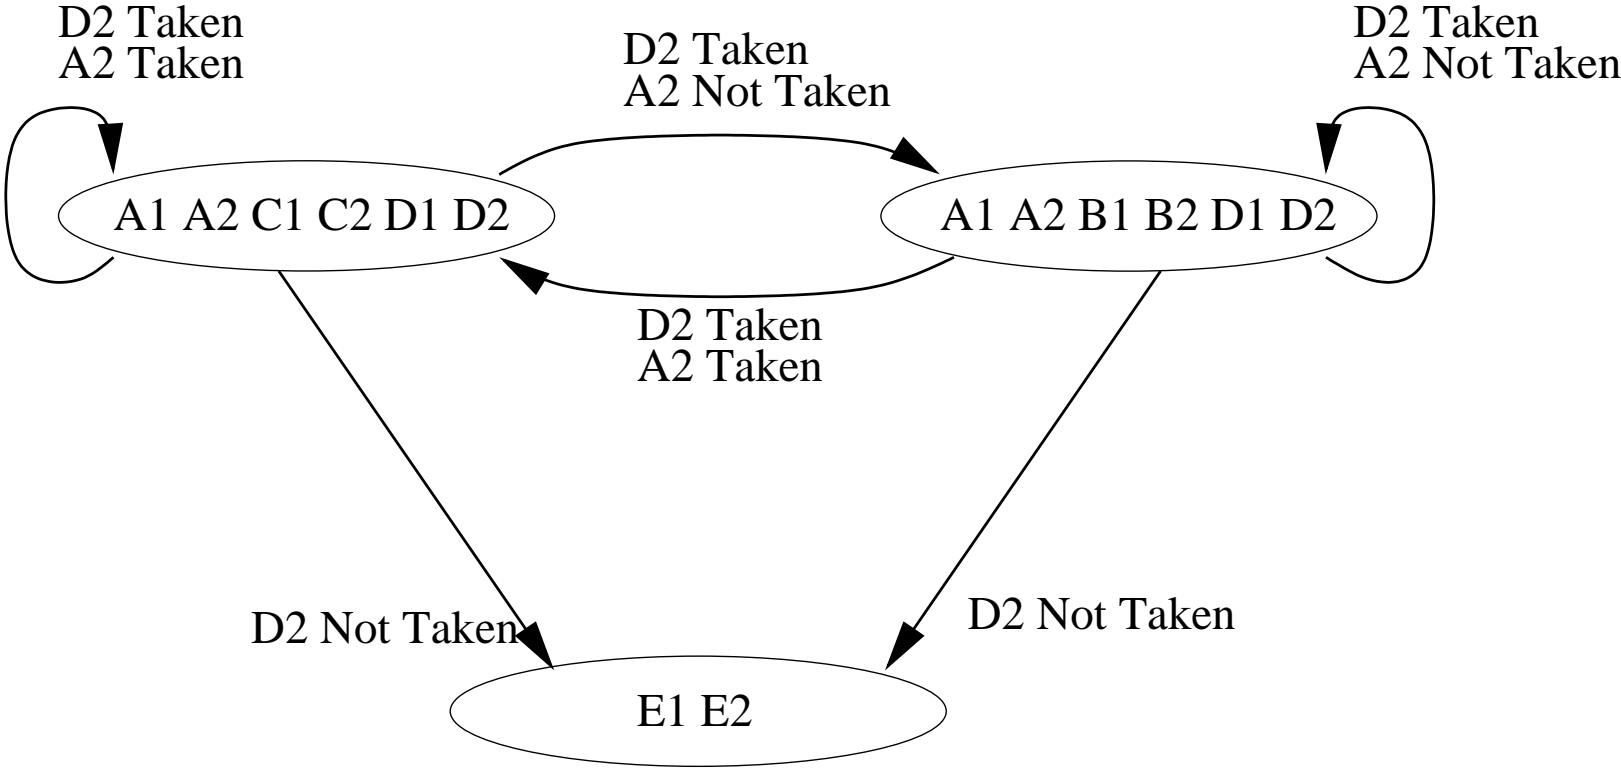 D2 Taken
A2 Taken
D2 Taken
A2 Not Taken
D2 Taken
A2 Not Taken
A1 A2 C1 C2 D1 D2
A1 A2 B1 B2 D1 D2
D2 Taken
A2 Taken
D2 Not Taken
D2 Not Taken
E1 E2